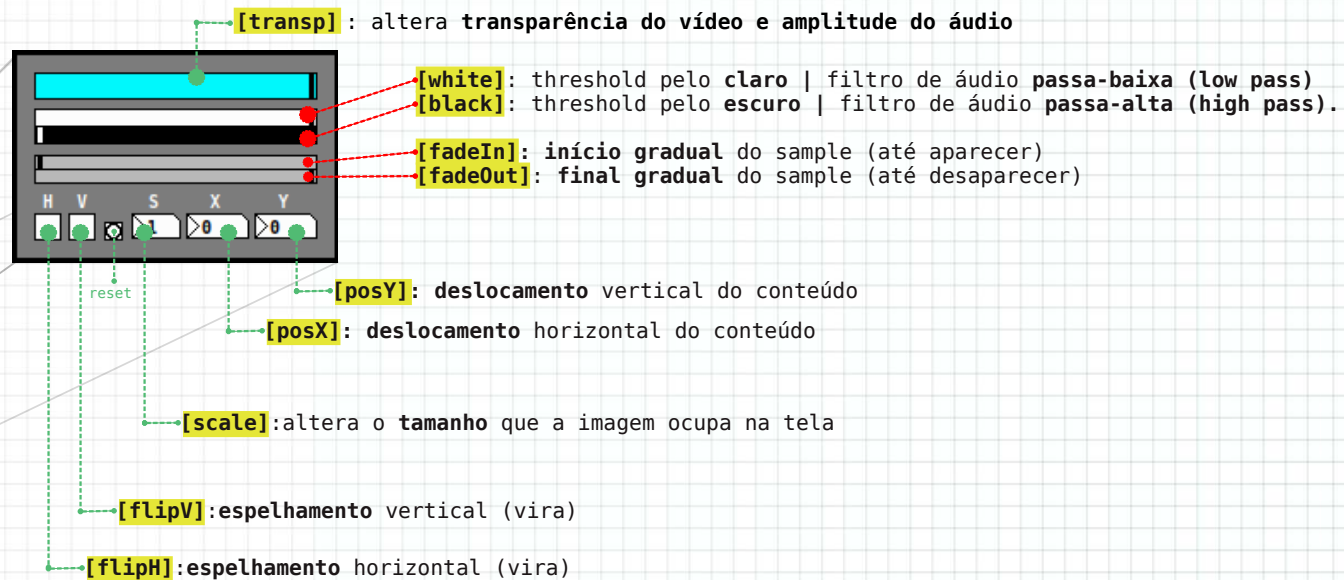 [transp] : altera transparência do vídeo e amplitude do áudio
[white]: threshold pelo claro | filtro de áudio passa-baixa (low pass)
[black]: threshold pelo escuro | filtro de áudio passa-alta (high pass).
[fadeIn]: início gradual do sample (até aparecer)
[fadeOut]: final gradual do sample (até desaparecer)
H V S X Y
1 0 0
reset
[posY]: deslocamento vertical do conteúdo
[posX]: deslocamento horizontal do conteúdo
[scale]:altera o tamanho que a imagem ocupa na tela
[flipV]:espelhamento vertical (vira)
[flipH]:espelhamento horizontal (vira)